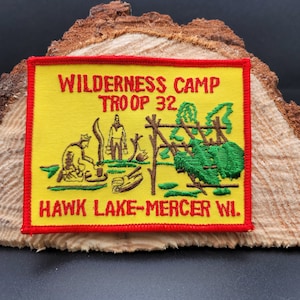 WILDERNESS CAMP
TROOP 32
HAWK LAKE-MERCER WI.